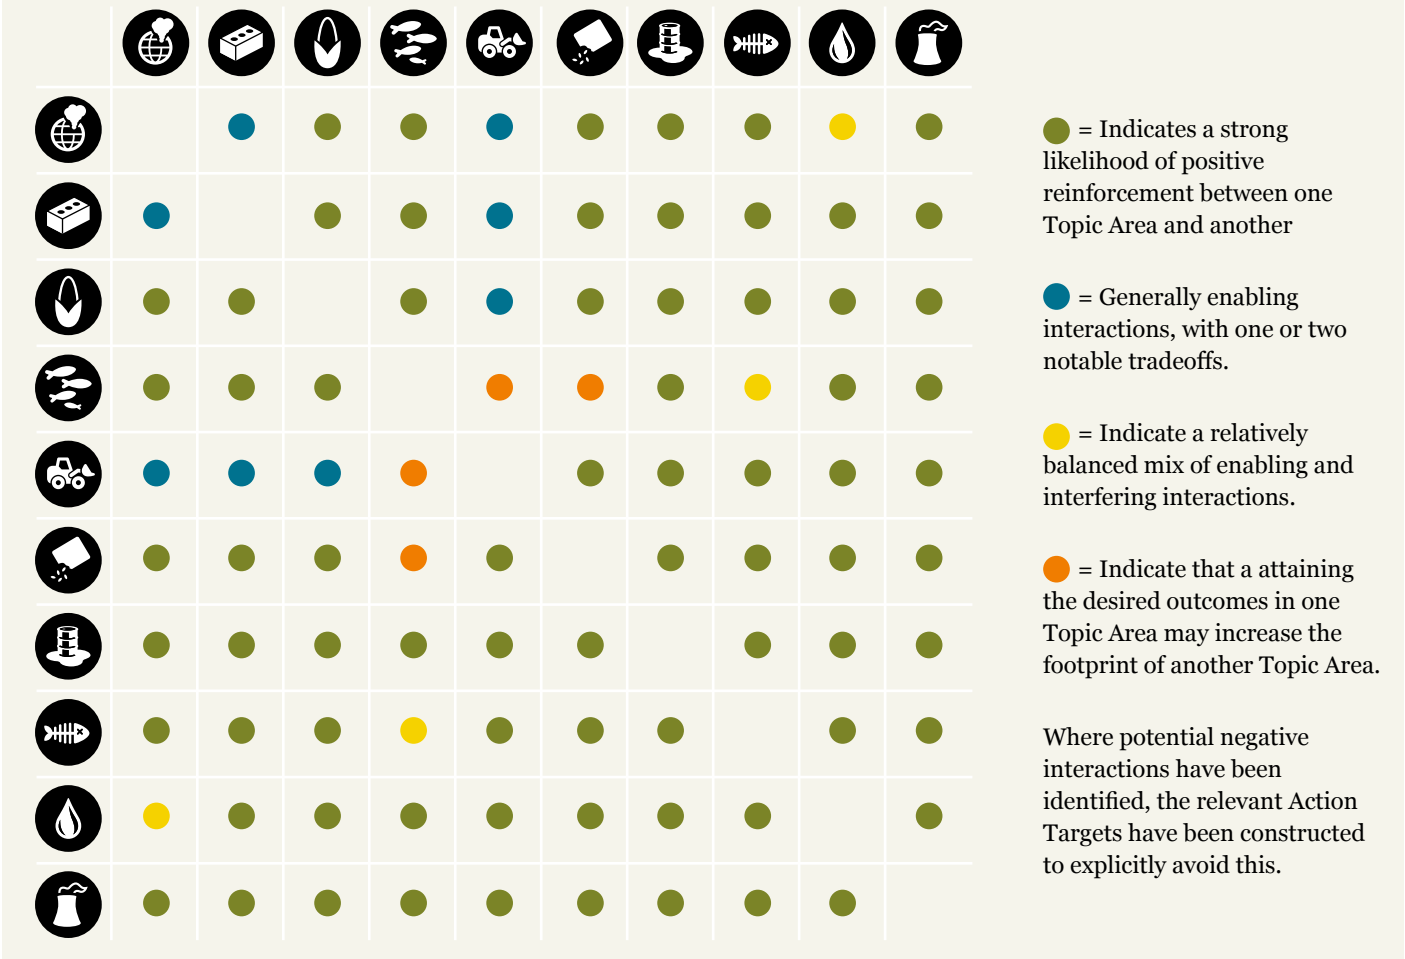 = Indicates a strong
likelihood of positive
reinforcement between one
Topic Area and another
= Generally enabling
interactions, with one or two
notable tradeoffs.
= Indicate a relatively
balanced mix of enabling and
interfering interactions.
= Indicate that a attaining
the desired outcomes in one
Topic Area may increase the
footprint of another Topic Area.
Where potential negative
interactions have been
identified, the relevant Action
Targets have been constructed
to explicitly avoid this.